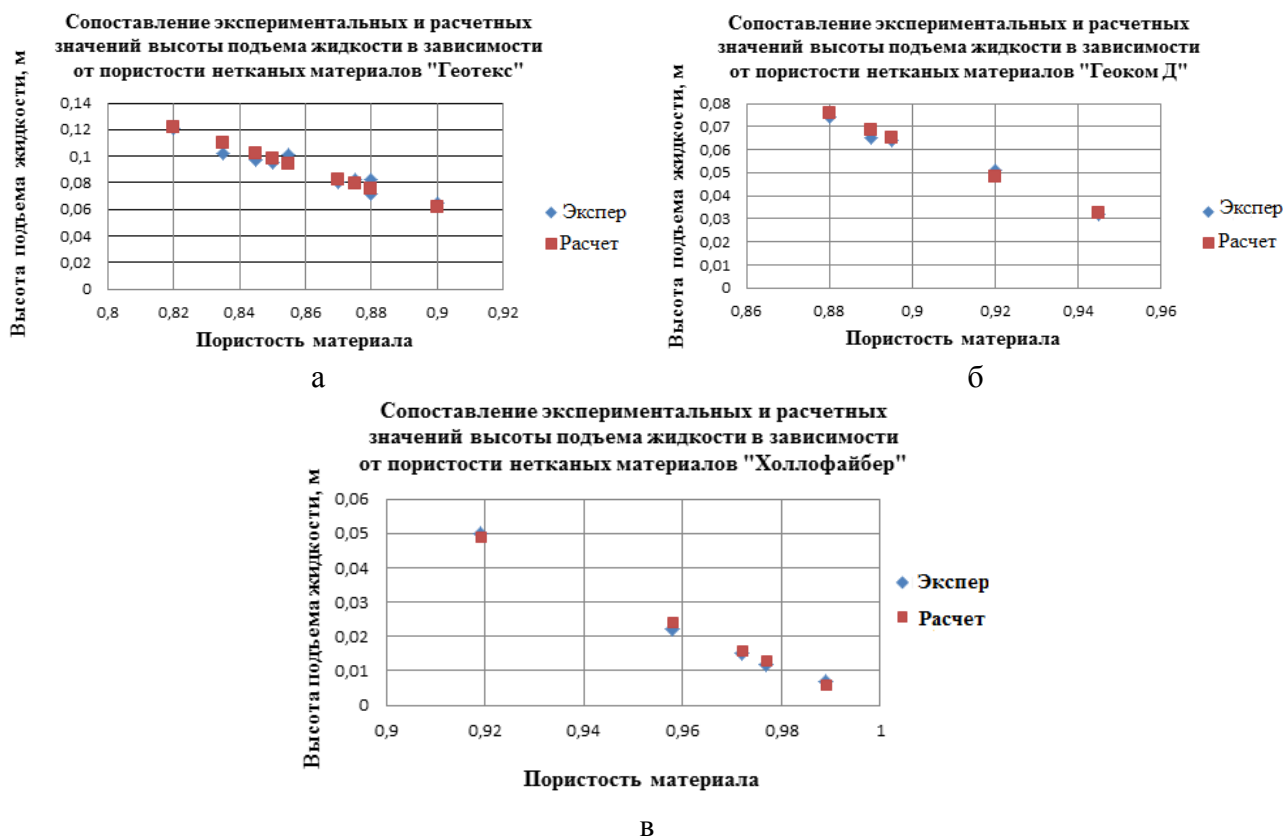 Сопоставление экспериментальных и расчетных
значений высоты подъема жидкости в зависимости
от пористости нетканых материалов "Геотекс"
Высота подъема жидкости, м
0,14
0,12
0,1
0,08
0,06
0,04
0,02
0
0,8 0,82 0,84 0,86 0,88 0,9 0,92
Пористость материала
Экспер
Расчет
а
Сопоставление экспериментальных и расчетных
значений высоты подъема жидкости в зависимости
от пористости нетканых материалов "Геоком Д"
Высота подъема жидкости, м
0,08
0,07
0,06
0,05
0,04
0,03
0,02
0,01
0
0,86 0,88 0,9 0,92 0,94 0,96
Пористость материала
Экспер
Расчет
б
Сопоставление экспериментальных и расчетных
значений высоты подъема жидкости в зависимости
от пористости нетканых материалов "Холлофайбер"
Высота подъема жидкости, м
0,06
0,05
0,04
0,03
0,02
0,01
0
0,9 0,92 0,94 0,96 0,98 1
Пористость материала
Экспер
Расчет
в